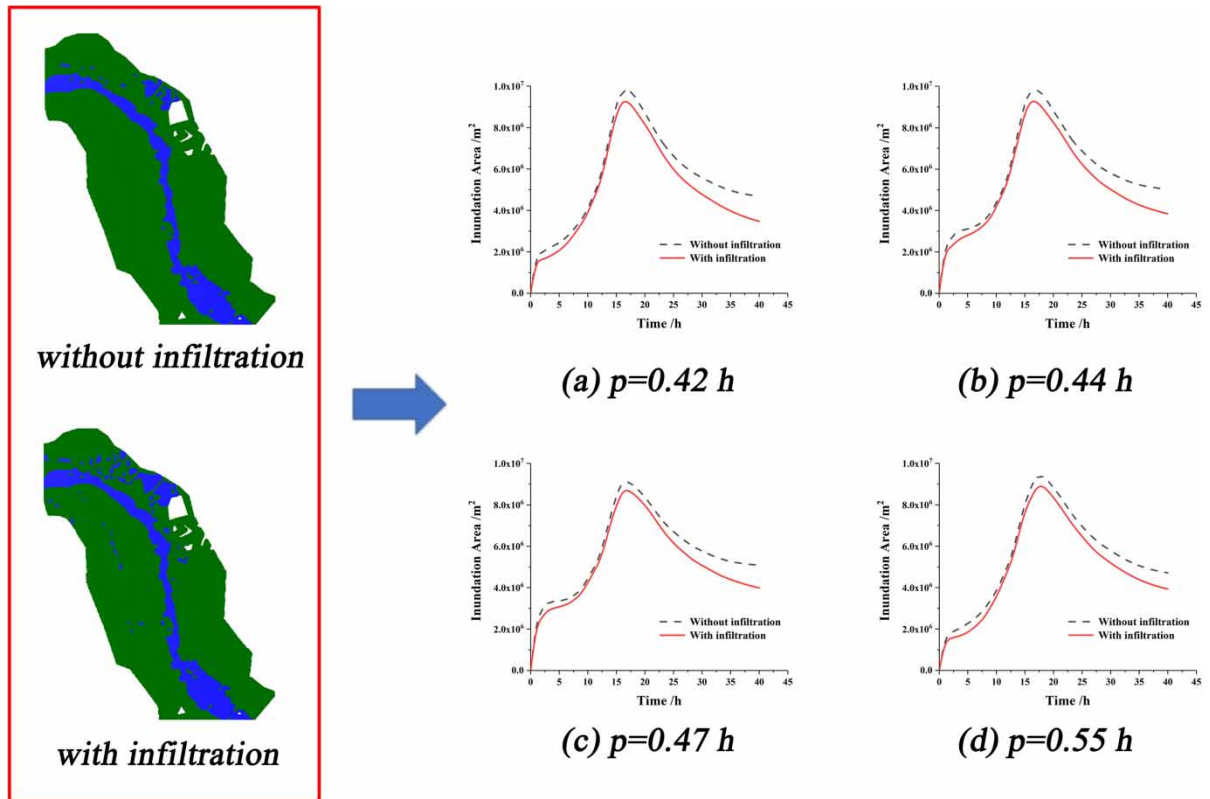 without infiltration
with infiltration
Inundation Area /m²
1.0x10⁷
8.0x10⁶
6.0x10⁶
4.0x10⁶
2.0x10⁶
0.0
Without infiltration
With infiltration
0 5 10 15 20 25 30 35 40 45
Time /h
(a) p=0.42 h
Inundation Area /m²
1.0x10⁷
8.0x10⁶
6.0x10⁶
4.0x10⁶
2.0x10⁶
0.0
Without infiltration
With infiltration
0 5 10 15 20 25 30 35 40 45
Time /h
(b) p=0.44 h
Inundation Area /m²
1.0x10⁷
8.0x10⁶
6.0x10⁶
4.0x10⁶
2.0x10⁶
0.0
Without infiltration
With infiltration
0 5 10 15 20 25 30 35 40 45
Time /h
(c) p=0.47 h
Inundation Area /m²
1.0x10⁷
8.0x10⁶
6.0x10⁶
4.0x10⁶
2.0x10⁶
0.0
Without infiltration
With infiltration
0 5 10 15 20 25 30 35 40 45
Time /h
(d) p=0.55 h